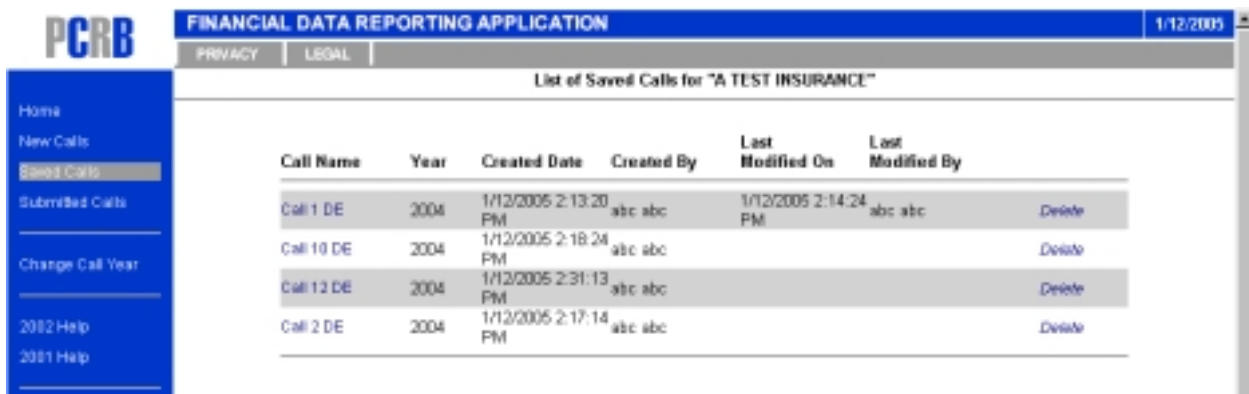 PCRB
FINANCIAL DATA REPORTING APPLICATION
1/12/2005
PRIVACY
LEGAL
List of Saved Calls for "A TEST INSURANCE"
Home
New Calls
Saved Calls
Submitted Calls
Change Call Year
2002 Help
2001 Help
Call Name Year Created Date Created By Last Modified On Last Modified By
Call 1 DE 2004 1/12/2005 2:13:20 PM abc abc 1/12/2005 2:14:24 PM abc abc Delete
Call 10 DE 2004 1/12/2005 2:18:24 PM abc abc Delete
Call 12 DE 2004 1/12/2005 2:31:13 PM abc abc Delete
Call 2 DE 2004 1/12/2005 2:17:14 PM abc abc Delete